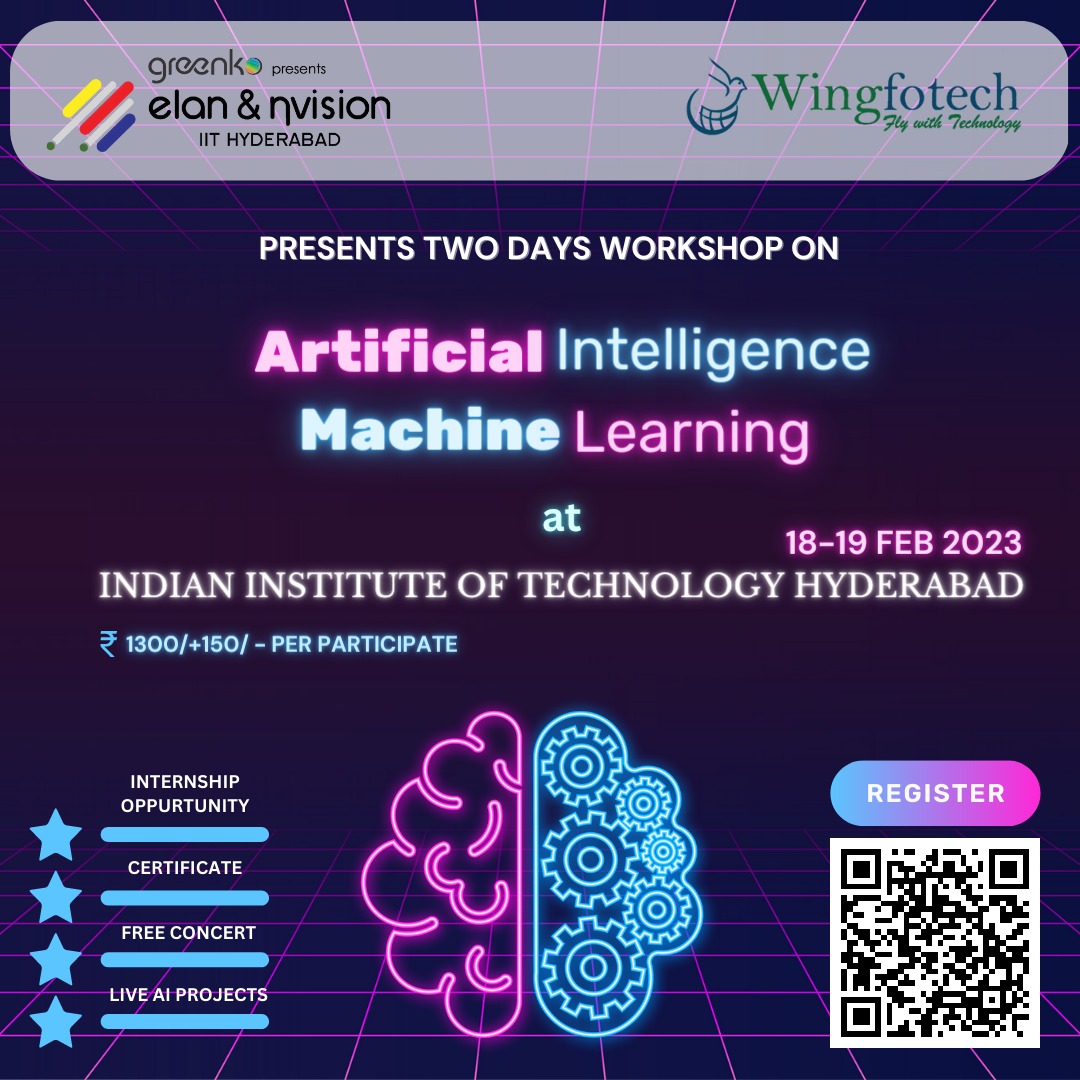 greenko presents
elan & nvision
IIT HYDERABAD
Wingfotech
Fly with Technology
PRESENTS TWO DAYS WORKSHOP ON
Artificial Intelligence
Machine Learning
at
18-19 FEB 2023
INDIAN INSTITUTE OF TECHNOLOGY HYDERABAD
₹ 1300/+150/ - PER PARTICIPATE
INTERNSHIP
OPPURTUNITY
CERTIFICATE
FREE CONCERT
LIVE AI PROJECTS
REGISTER